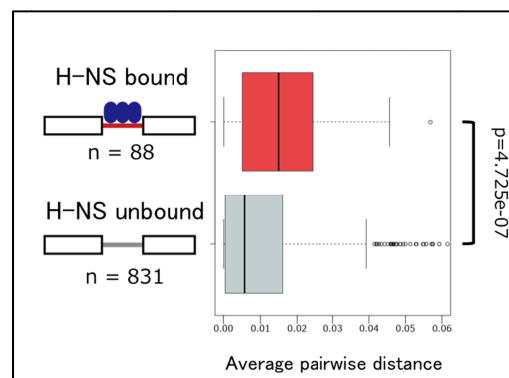 H-NS bound
n = 88
H-NS unbound
n = 831
p=4.725e-07
0.00 0.01 0.02 0.03 0.04 0.05 0.06
Average pairwise distance